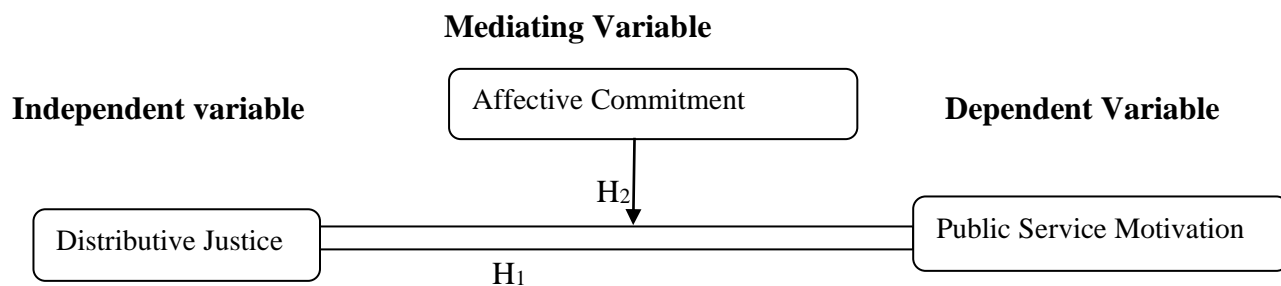 Mediating Variable
Affective Commitment
Independent variable
Dependent Variable
H₂
Distributive Justice
Public Service Motivation
H₁